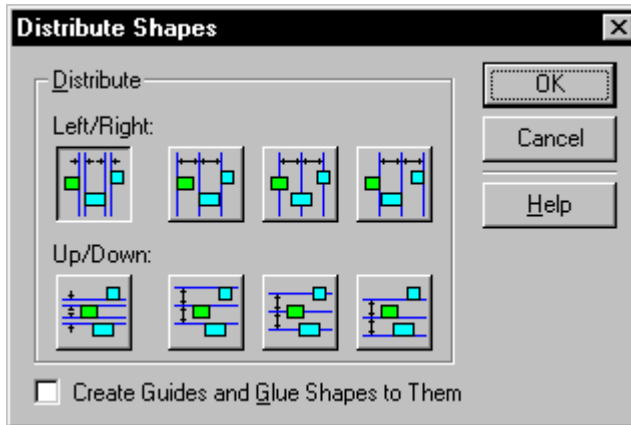 Distribute Shapes
Distribute
Left/Right:
Up/Down:
Create Guides and Glue Shapes to Them
OK
Cancel
Help